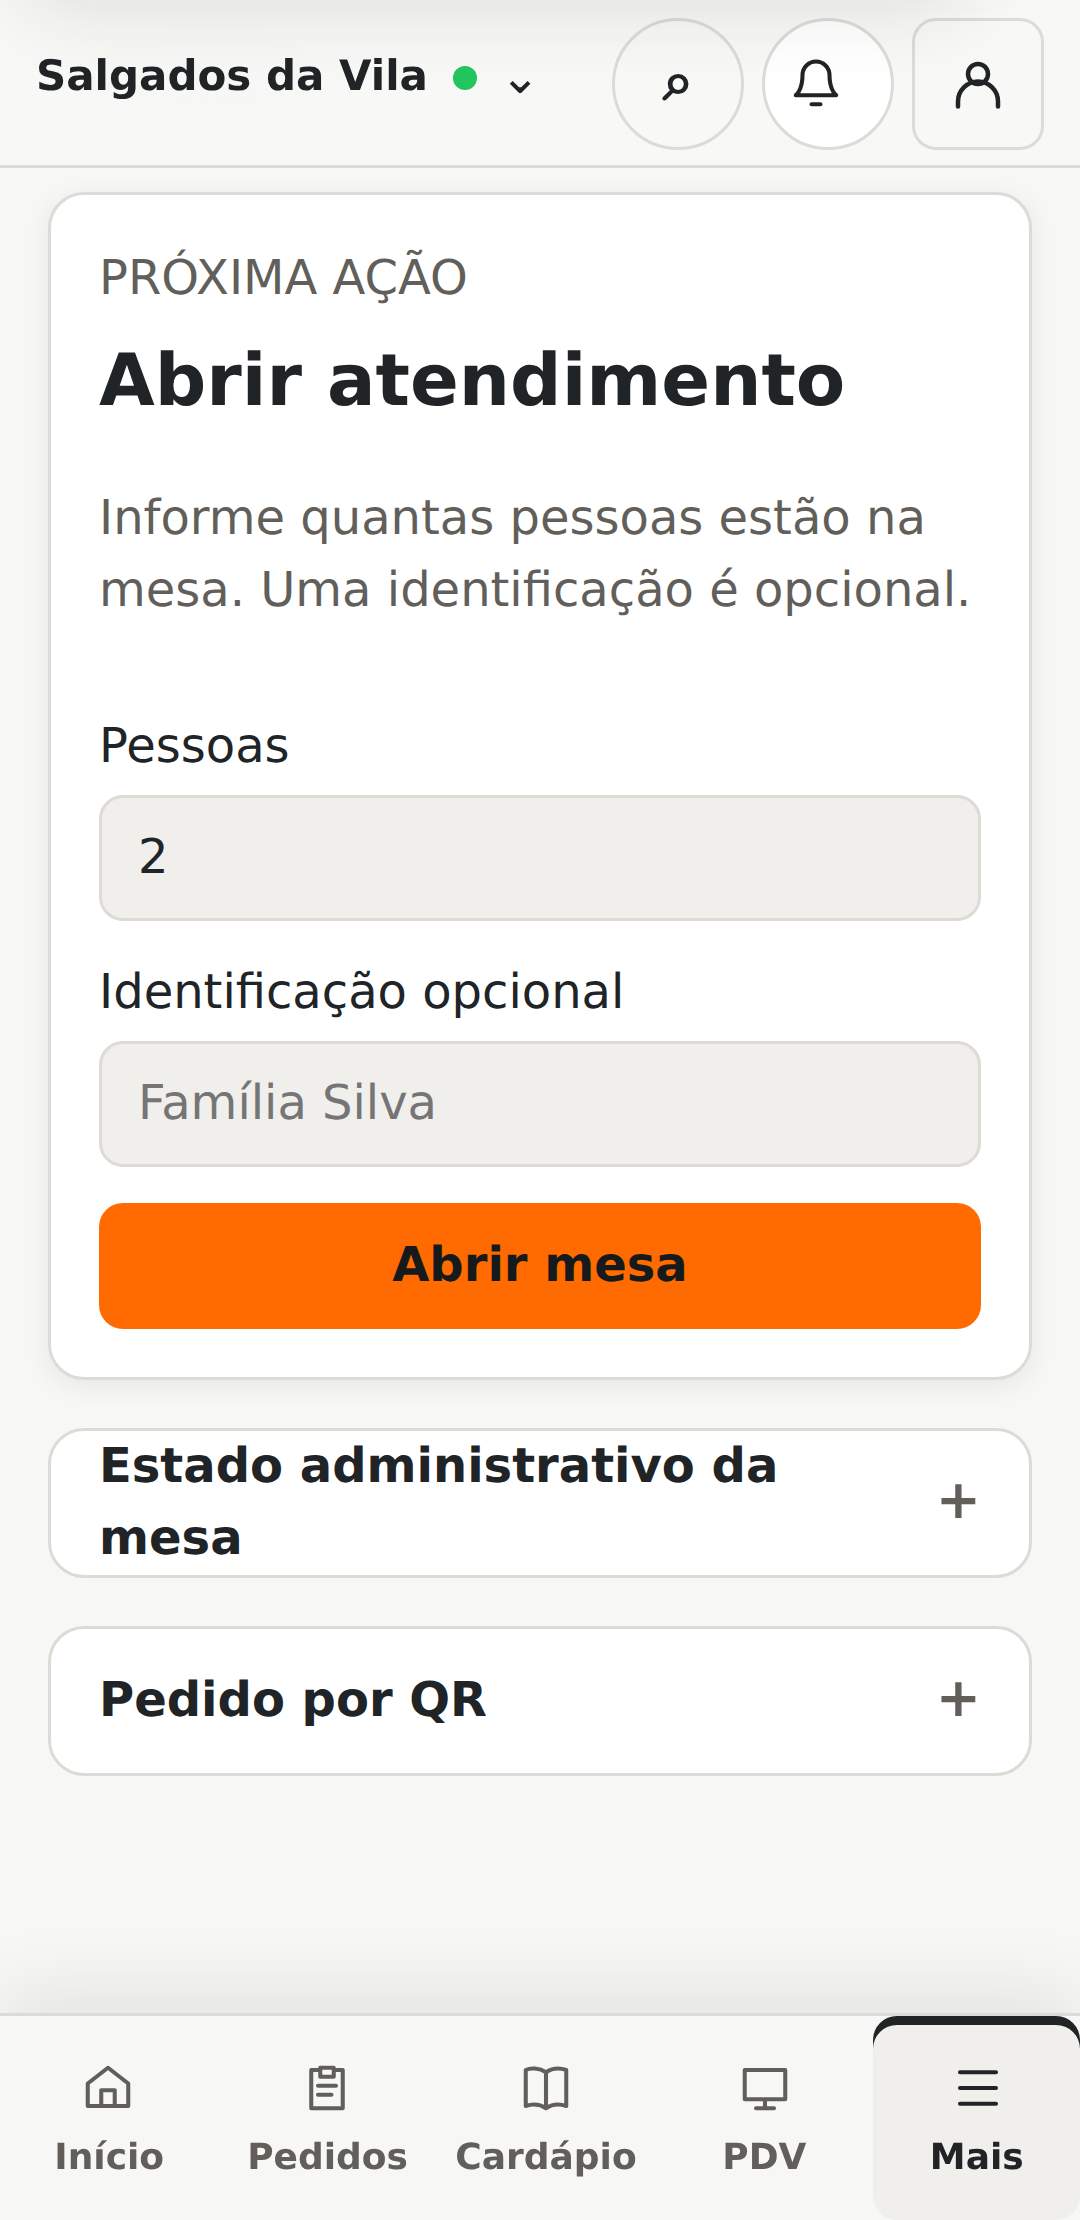 Salgados da Vila
PRÓXIMA AÇÃO
Abrir atendimento
Informe quantas pessoas estão na
mesa. Uma identificação é opcional.
Pessoas
2
Identificação opcional
Família Silva
Abrir mesa
Estado administrativo da
mesa
+
Pedido por QR
+
Início
Pedidos
Cardápio
PDV
Mais